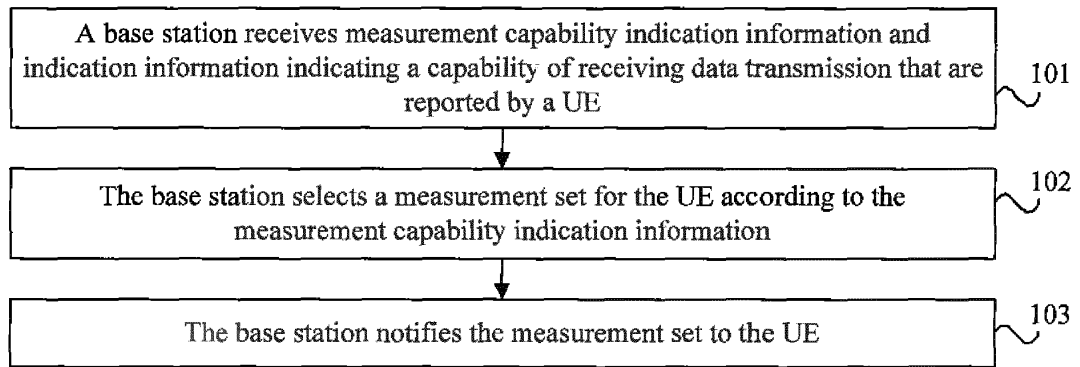 A base station receives measurement capability indication information and
indication information indicating a capability of receiving data transmission that are
reported by a UE
101
The base station selects a measurement set for the UE according to the
measurement capability indication information
102
The base station notifies the measurement set to the UE
103